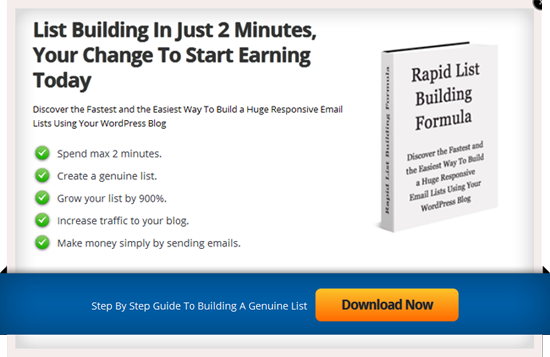 List Building In Just 2 Minutes,
Your Change To Start Earning
Today
Discover the Fastest and the Easiest Way To Build a Huge Responsive Email
Lists Using Your WordPress Blog
Spend max 2 minutes.
Create a genuine list.
Grow your list by 900%.
Increase traffic to your blog.
Make money simply by sending emails.
Rapid List Building Formula
Rapid List
Building
Formula
Discover the Fastest and
the Easiest Way To Build
a Huge Responsive
Email Lists Using Your
WordPress Blog
Step By Step Guide To Building A Genuine List
Download Now